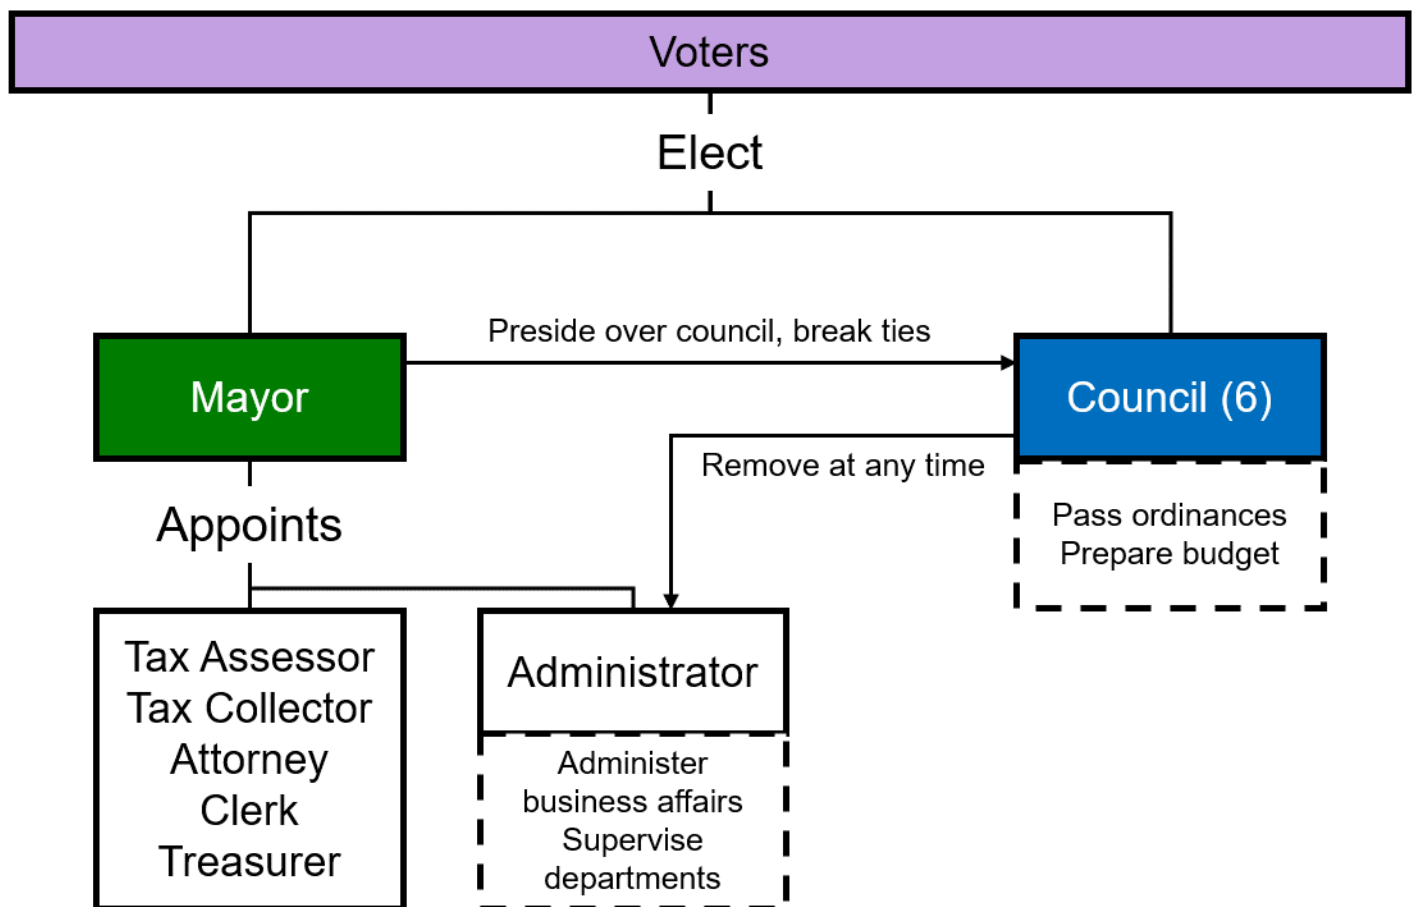 Voters
Elect
Preside over council, break ties
Mayor
Council (6)
Remove at any time
Appoints
Pass ordinances
Prepare budget
Tax Assessor
Tax Collector
Attorney
Clerk
Treasurer
Administrator
Administer
business affairs
Supervise
departments